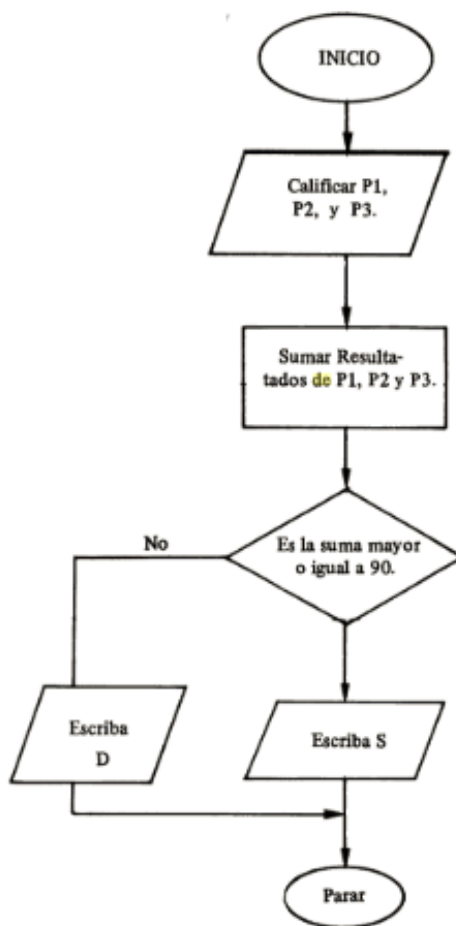 INICIO
Calificar P1,
P2, y P3.
Sumar Resulta-
tados de P1, P2 y P3.
No
Es la suma mayor
o igual a 90.
Escriba
D
Escriba S
Parar